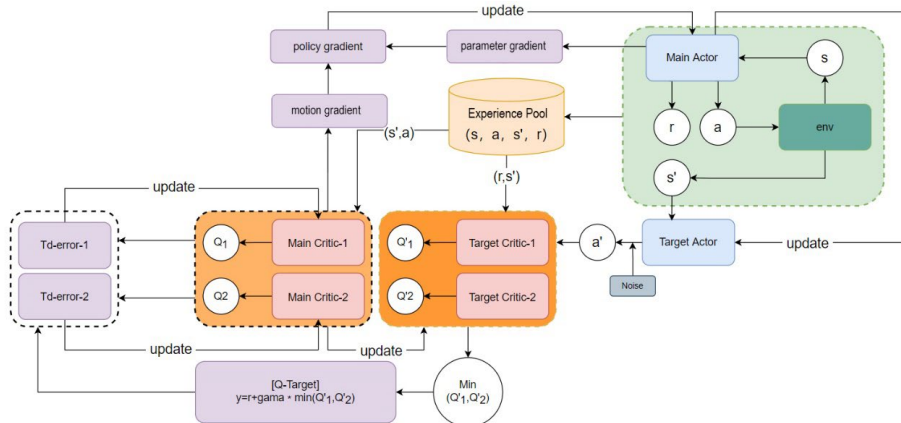 update
policy gradient
parameter gradient
Main Actor
s
motion gradient
Experience Pool
(s, a, s', r)
r
a
env
(s',a)
(r,s')
s'
update
Td-error-1
Q1
Main Critic-1
Q'1
Target Critic-1
a'
Target Actor
update
Noise
Td-error-2
Q2
Main Critic-2
Q'2
Target Critic-2
update
update
[Q-Target]
y=r+gama * min(Q'1,Q'2)
Min
(Q'1,Q'2)